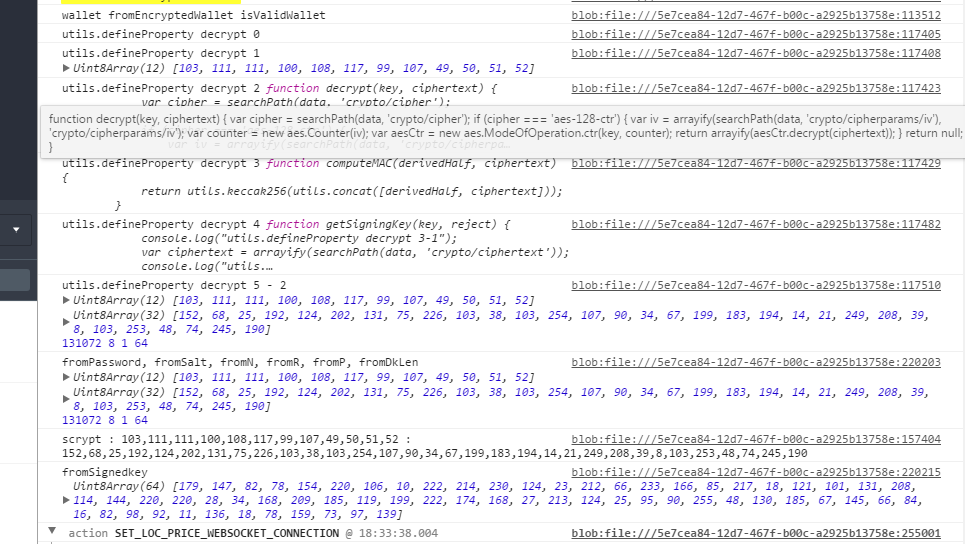 wallet fromEncryptedWallet isValidWallet blob:file:///5e7cea84-12d7-467f-b00c-a2925b13758e:113512
utils.defineProperty decrypt 0 blob:file:///5e7cea84-12d7-467f-b00c-a2925b13758e:117405
utils.defineProperty decrypt 1 blob:file:///5e7cea84-12d7-467f-b00c-a2925b13758e:117408
Uint8Array(12) [103, 111, 111, 100, 108, 117, 99, 107, 49, 50, 51, 52]
utils.defineProperty decrypt 2 function decrypt(key, ciphertext) { blob:file:///5e7cea84-12d7-467f-b00c-a2925b13758e:117423
var cipher = searchPath(data, 'crypto/cipher');
function decrypt(key, ciphertext) { var cipher = searchPath(data, 'crypto/cipher'); if (cipher === 'aes-128-ctr') { var iv = arrayify(searchPath(data,
'crypto/cipherparams/iv'), 'crypto/cipherparams/iv'); var counter = new aes.Counter(iv); var aesCtr = new aes.ModeOfOperation.ctr(key, counter); return arrayify(aesCtr.decrypt(ciphertext)); } return null;
}
var iv = arrayify(searchPath(data, 'crypto/cipherpa…
utils.defineProperty decrypt 3 function computeMAC(derivedHalf, ciphertext) blob:file:///5e7cea84-12d7-467f-b00c-a2925b13758e:117429
{
return utils.keccak256(utils.concat([derivedHalf, ciphertext]));
}
utils.defineProperty decrypt 4 function getSigningKey(key, reject) { blob:file:///5e7cea84-12d7-467f-b00c-a2925b13758e:117482
console.log("utils.defineProperty decrypt 3-1");
var ciphertext = arrayify(searchPath(data, 'crypto/ciphertext'));
console.log("utils.…
utils.defineProperty decrypt 5 - 2 blob:file:///5e7cea84-12d7-467f-b00c-a2925b13758e:117510
Uint8Array(12) [103, 111, 111, 100, 108, 117, 99, 107, 49, 50, 51, 52]
Uint8Array(32) [152, 68, 25, 192, 124, 202, 131, 75, 226, 103, 38, 103, 254, 107, 90, 34, 67, 199, 183, 194, 14, 21, 249, 208, 39,
8, 103, 253, 48, 74, 245, 190]
131072 8 1 64
fromPassword, fromSalt, fromN, fromR, fromP, fromDkLen blob:file:///5e7cea84-12d7-467f-b00c-a2925b13758e:220203
Uint8Array(12) [103, 111, 111, 100, 108, 117, 99, 107, 49, 50, 51, 52]
Uint8Array(32) [152, 68, 25, 192, 124, 202, 131, 75, 226, 103, 38, 103, 254, 107, 90, 34, 67, 199, 183, 194, 14, 21, 249, 208, 39,
8, 103, 253, 48, 74, 245, 190]
131072 8 1 64
scrypt : 103,111,111,100,108,117,99,107,49,50,51,52 : blob:file:///5e7cea84-12d7-467f-b00c-a2925b13758e:157404
152,68,25,192,124,202,131,75,226,103,38,103,254,107,90,34,67,199,183,194,14,21,249,208,39,8,103,253,48,74,245,190
fromSignedkey blob:file:///5e7cea84-12d7-467f-b00c-a2925b13758e:220215
Uint8Array(64) [179, 147, 82, 78, 154, 220, 106, 10, 222, 214, 230, 124, 23, 212, 66, 233, 166, 85, 217, 18, 121, 101, 131, 208,
114, 144, 220, 220, 28, 34, 168, 209, 185, 119, 199, 222, 174, 168, 27, 213, 124, 25, 95, 90, 255, 48, 130, 185, 67, 145, 66, 84,
16, 82, 98, 92, 11, 136, 18, 78, 159, 73, 97, 139]
action SET_LOC_PRICE_WEBSOCKET_CONNECTION @ 18:33:38.004 blob:file:///5e7cea84-12d7-467f-b00c-a2925b13758e:255001